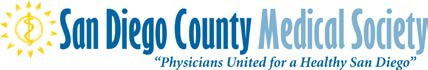 San Diego County Medical Society
"Physicians United for a Healthy San Diego"